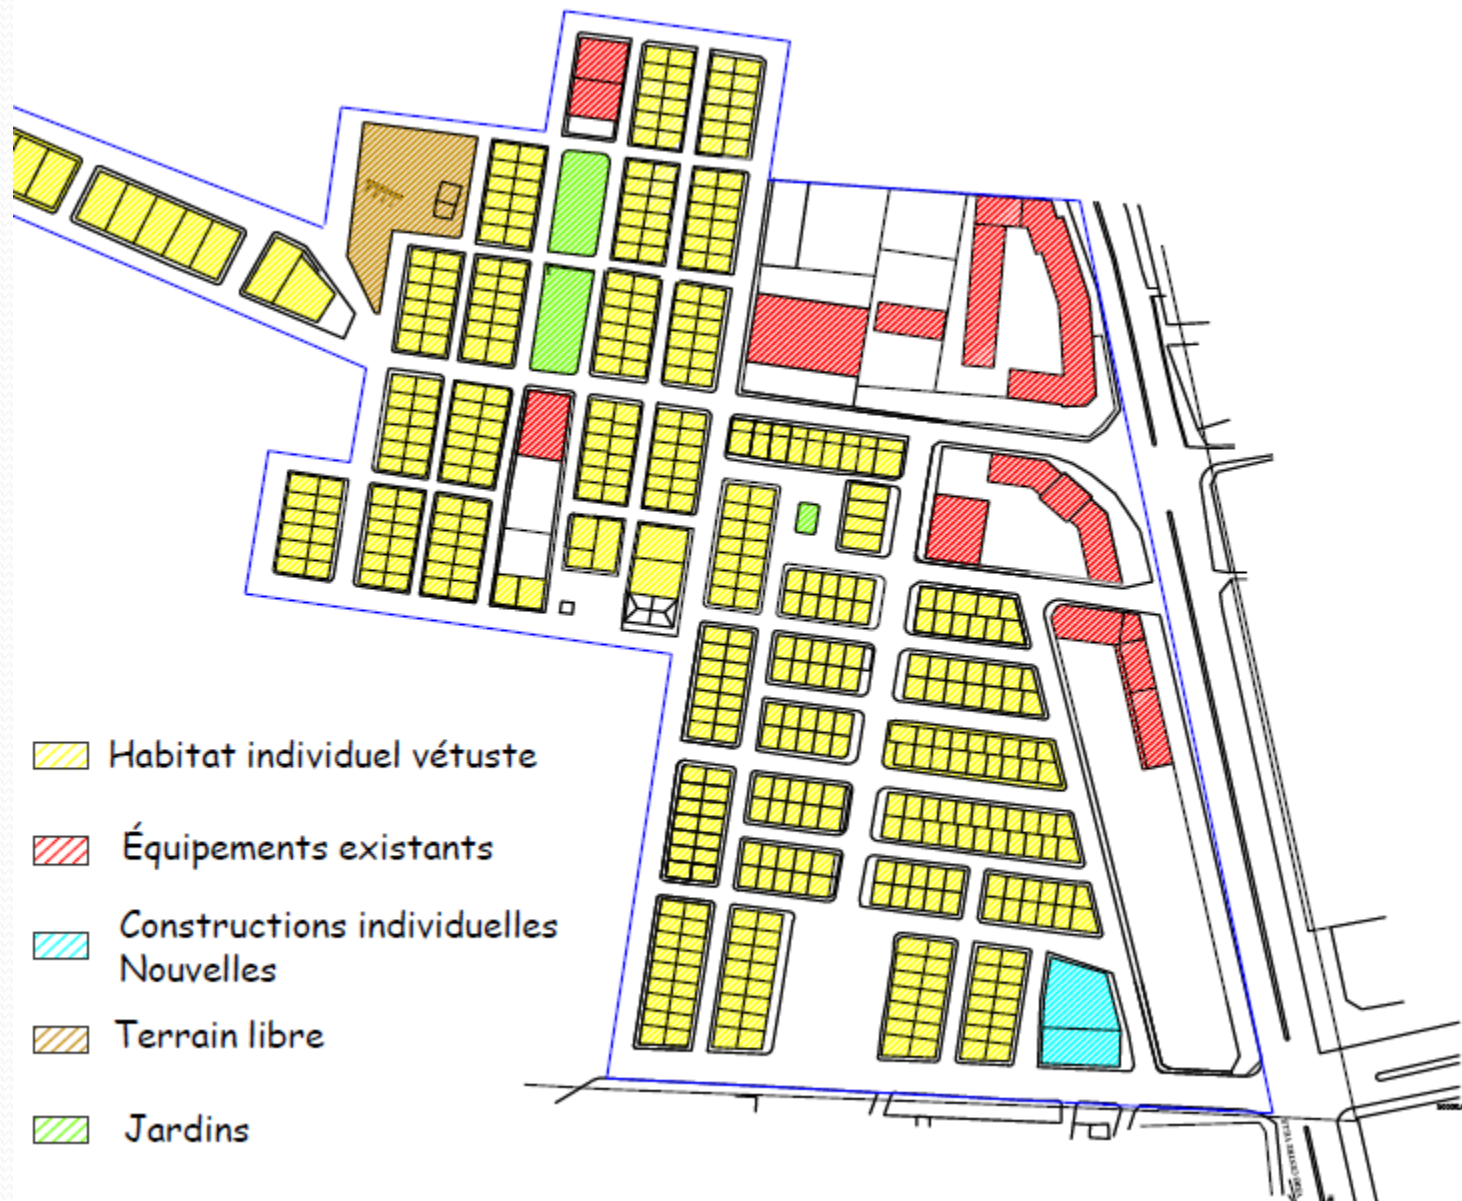 Habitat individuel vétuste
Équipements existants
Constructions individuelles
Nouvelles
Terrain libre
Jardins